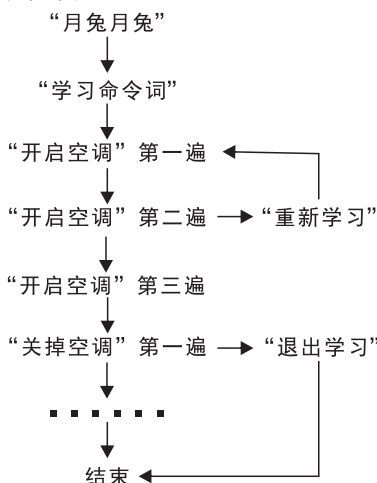 “月兔月兔”
“学习命令词”
“开启空调”第一遍
“开启空调”第二遍 “重新学习”
“开启空调”第三遍
“关掉空调”第一遍 “退出学习”
▪ ▪ ▪ ▪ ▪ ▪
结束